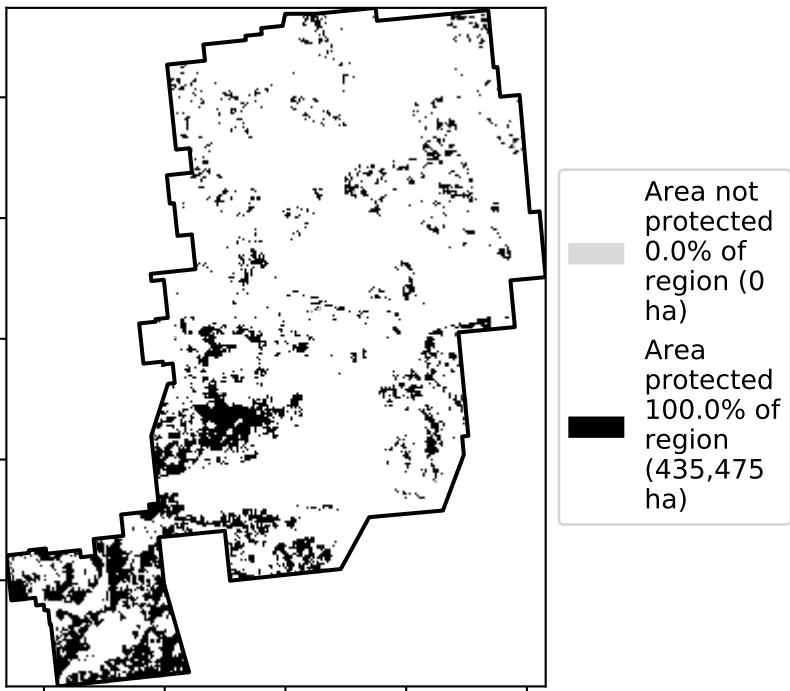 Area not
protected
0.0% of
region (0
ha)
Area
protected
100.0% of
region
(435,475
ha)